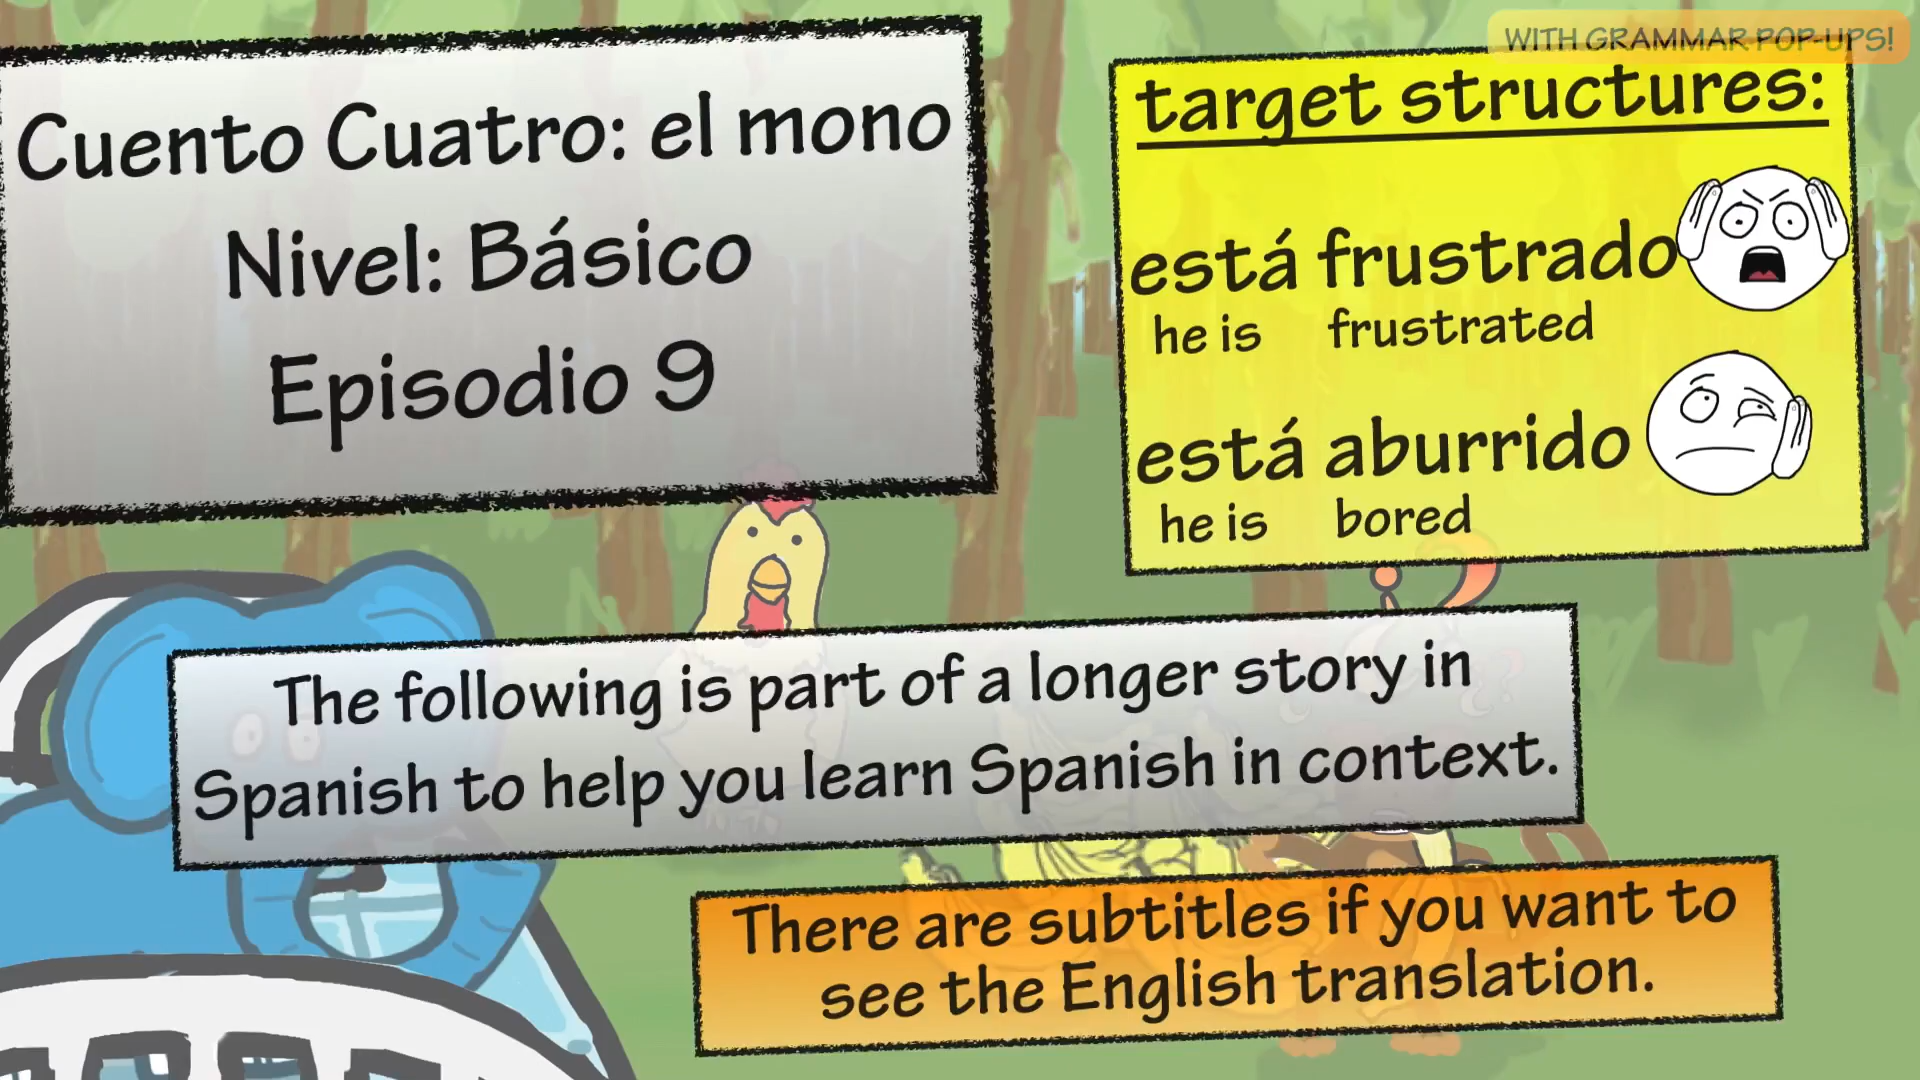 Cuento Cuatro: el mono
Nivel: Básico
Episodio 9
WITH GRAMMAR POP-UPS!
target structures:
está frustrado
he is frustrated
está aburrido
he is bored
The following is part of a longer story in
Spanish to help you learn Spanish in context.
There are subtitles if you want to
see the English translation.